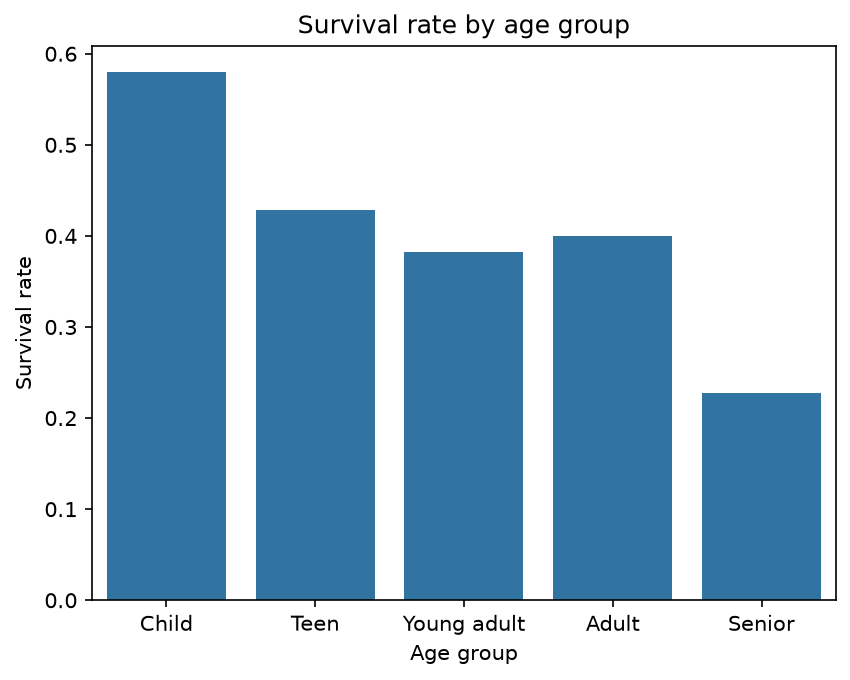 Survival rate by age group
0.6
0.5
0.4
0.3
0.2
0.1
0.0
Survival rate
Child Teen Young adult Adult Senior
Age group